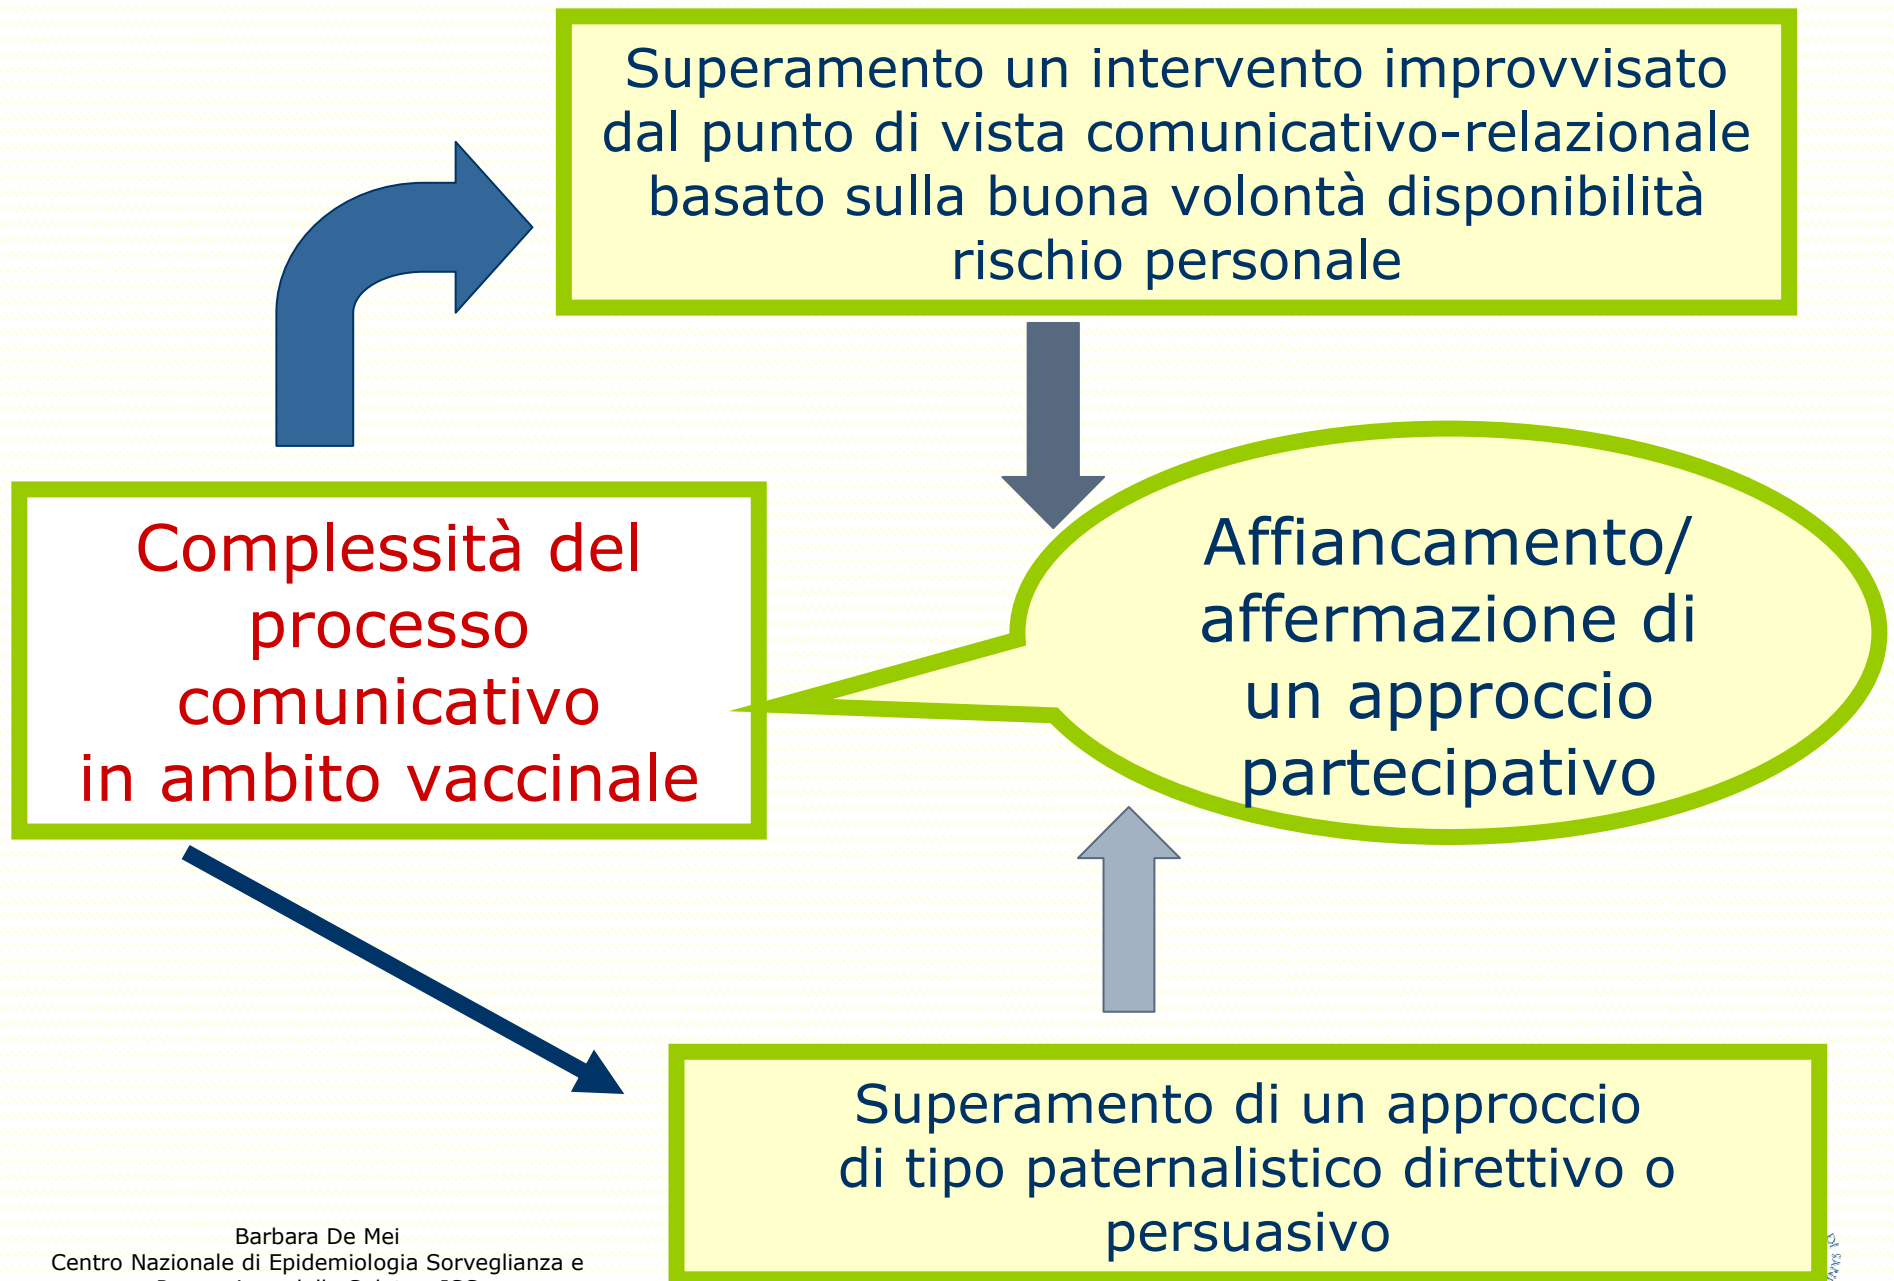 Superamento un intervento improvvisato
dal punto di vista comunicativo-relazionale
basato sulla buona volontà disponibilità
rischio personale
Complessità del
processo
comunicativo
in ambito vaccinale
Affiancamento/
affermazione di
un approccio
partecipativo
Superamento di un approccio
di tipo paternalistico direttivo o
persuasivo
Barbara De Mei
Centro Nazionale di Epidemiologia Sorveglianza e
DI